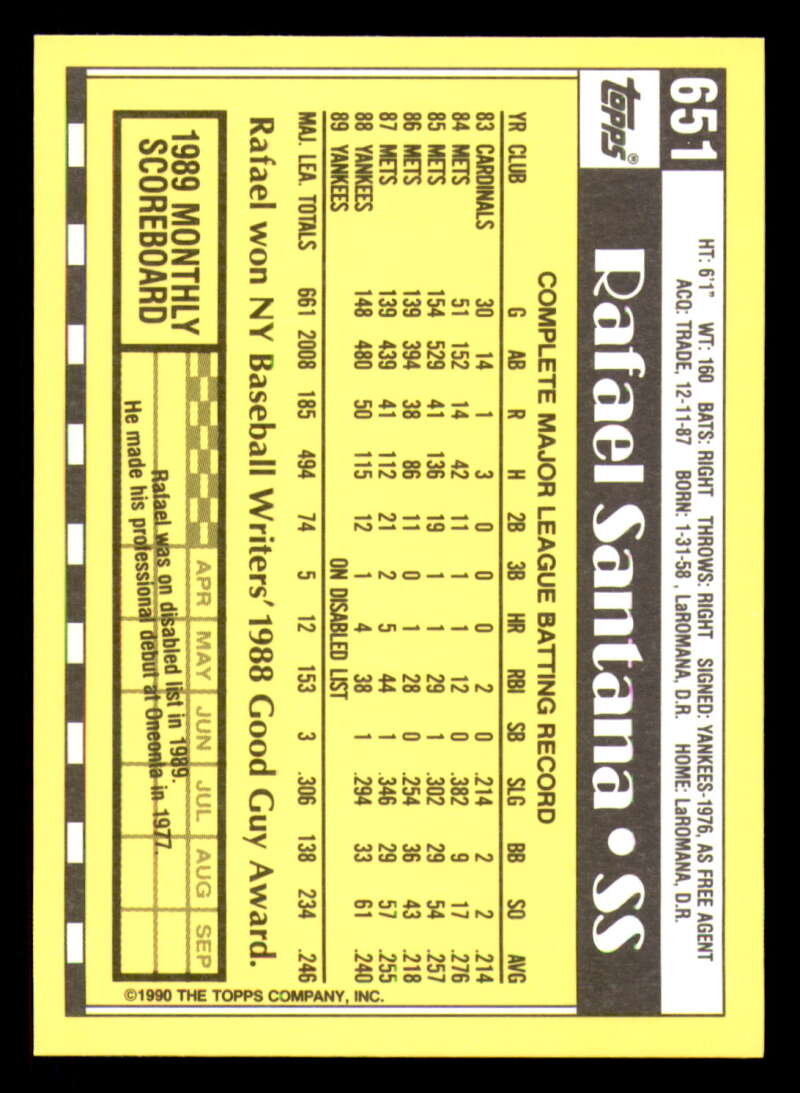 651
topps®
HT: 6'1" WT: 160 BATS: RIGHT THROWS: RIGHT SIGNED: YANKEES-1976, AS FREE AGENT
ACQ: TRADE, 12-11-87 BORN: 1-31-58 , LaROMANA, D.R. HOME: LaROMANA, D.R.
Rafael Santana • SS
COMPLETE MAJOR LEAGUE BATTING RECORD
YR CLUB G AB R H 2B 3B HR RBI SB SLG BB SO AVG
83 CARDINALS 30 14 1 3 0 0 0 2 0 .214 2 2 .214
84 METS 51 152 14 42 11 1 1 12 0 .382 9 17 .276
85 METS 154 529 41 136 19 1 1 29 1 .302 29 54 .257
86 METS 139 394 38 86 11 0 1 28 0 .254 36 43 .218
87 METS 139 439 41 112 21 2 5 44 1 .346 29 57 .255
88 YANKEES 148 480 50 115 12 1 4 38 1 .294 33 61 .240
89 YANKEES ON DISABLED LIST
MAJ. LEA. TOTALS 661 2008 185 494 74 5 12 153 3 .306 138 234 .246
Rafael won NY Baseball Writers' 1988 Good Guy Award.
1989 MONTHLY
SCOREBOARD
APR MAY JUN JUL AUG SEP
Rafael was on disabled list in 1989.
He made his professional debut at Oneonta in 1977.
©1990 THE TOPPS COMPANY, INC.